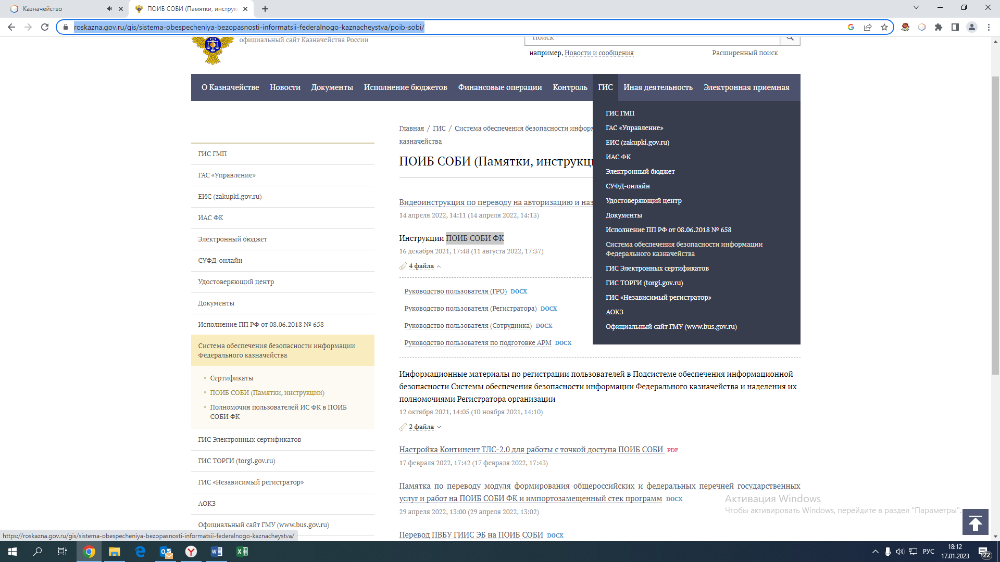 Казначейство
ПОИБ СОБИ (Памятки, инструкц
roskazna.gov.ru/gis/sistema-obespecheniya-bezopasnosti-informatsii-federalnogo-kaznacheystva/poib-sobi/
официальный сайт Казначейства России
Поиск
например, Новости и сообщения
Расширенный поиск
О Казначействе Новости Документы Исполнение бюджетов Финансовые операции Контроль ГИС Иная деятельность Электронная приемная
ГИС ГМП
ГАС «Управление»
ЕИС (zakupki.gov.ru)
ИАС ФК
Электронный бюджет
СУФД-онлайн
Удостоверяющий центр
Документы
Исполнение ПП РФ от 08.06.2018 № 658
Система обеспечения безопасности информации
Федерального казначейства
ГИС Электронных сертификатов
ГИС ТОРГИ (torgi.gov.ru)
ГИС «Независимый регистратор»
АОКЗ
Официальный сайт ГМУ (www.bus.gov.ru)
ГИС ГМП
ГАС «Управление»
ЕИС (zakupki.gov.ru)
ИАС ФК
Электронный бюджет
СУФД-онлайн
Удостоверяющий центр
Документы
Исполнение ПП РФ от 08.06.2018 № 658
Система обеспечения безопасности информации
Федерального казначейства
Сертификаты
ПОИБ СОБИ (Памятки, инструкции)
Полномочия пользователей ИС ФК в ПОИБ
СОБИ ФК
ГИС Электронных сертификатов
ГИС ТОРГИ (torgi.gov.ru)
ГИС «Независимый регистратор»
АОКЗ
Официальный сайт ГМУ (www.bus.gov.ru)
Главная / ГИС / Система обеспечения безопасности информ
казначейства
ПОИБ СОБИ (Памятки, инструкци
Видеоинструкция по переводу на авторизацию и наз
14 апреля 2022, 14:11 (14 апреля 2022, 14:13)
Инструкции ПОИБ СОБИ ФК
16 декабря 2021, 17:48 (11 августа 2022, 17:37)
4 файла
Руководство пользователя (ГРО) DOCX
Руководство пользователя (Регистратора) DOCX
Руководство пользователя (Сотрудника) DOCX
Руководство пользователя по подготовке АРМ DOCX
Информационные материалы по регистрации пользователей в Подсистеме обеспечения информационной
безопасности Системы обеспечения безопасности информации Федерального казначейства и наделения их
полномочиями Регистратора организации
12 октября 2021, 14:05 (10 ноября 2021, 14:10)
2 файла
Настройка Континент ТЛС-2.0 для работы с точкой доступа ПОИБ СОБИ PDF
17 февраля 2022, 17:42 (17 февраля 2022, 17:43)
Памятка по переводу модуля формирования общероссийских и федеральных перечней государственных
услуг и работ на ПОИБ СОБИ ФК и импортозамещенный стек программ DOCX
29 апреля 2022, 13:00 (29 апреля 2022, 13:02)
Перевод ПВБУ ГИИС ЭБ на ПОИБ СОБИ DOCX
Активация Windows
Чтобы активировать Windows, перейдите в раздел "Параметры".
https://roskazna.gov.ru/gis/sistema-obespecheniya-bezopasnosti-informatsii-federalnogo-kaznacheystva/
РУС
18:12
17.01.2023
22